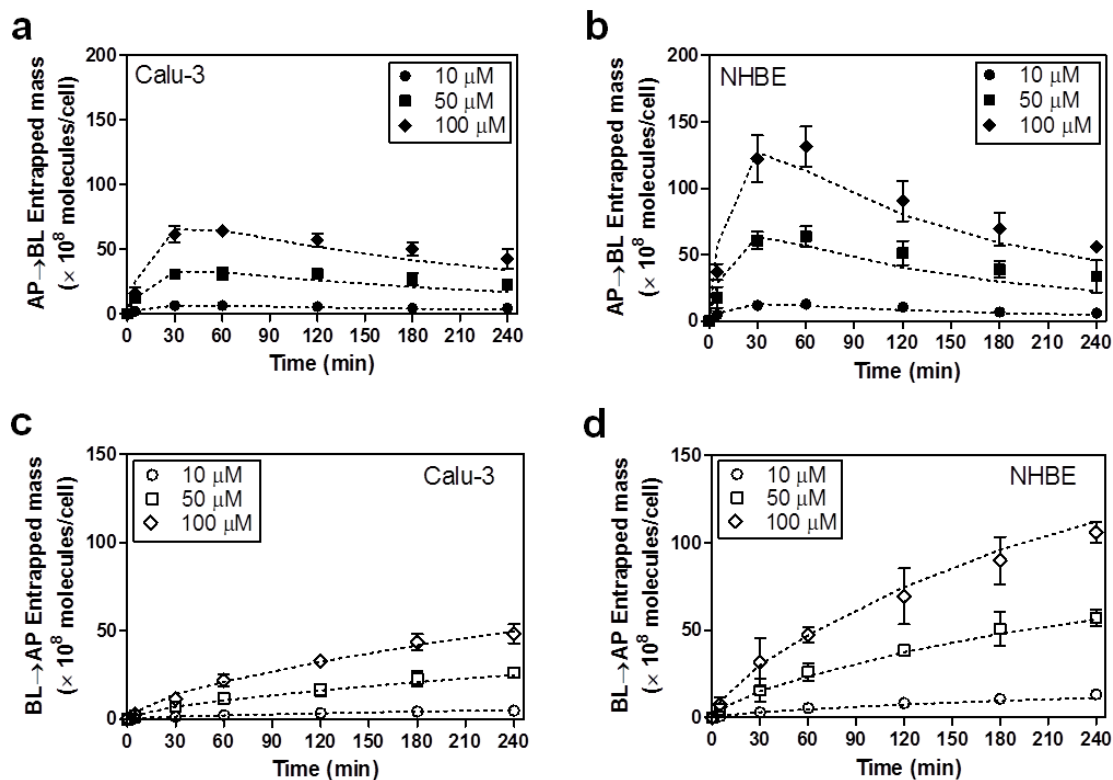 a
Calu-3
10 μM
50 μM
100 μM
AP→BL Entrapped mass
(× 10⁸ molecules/cell)
200
150
100
50
0
0 30 60 90 120 150 180 210 240
Time (min)
b
NHBE
10 μM
50 μM
100 μM
AP→BL Entrapped mass
(× 10⁸ molecules/cell)
200
150
100
50
0
0 30 60 90 120 150 180 210 240
Time (min)
c
Calu-3
10 μM
50 μM
100 μM
BL→AP Entrapped mass
(× 10⁸ molecules/cell)
150
100
50
0
0 30 60 90 120 150 180 210 240
Time (min)
d
NHBE
10 μM
50 μM
100 μM
BL→AP Entrapped mass
(× 10⁸ molecules/cell)
150
100
50
0
0 30 60 90 120 150 180 210 240
Time (min)